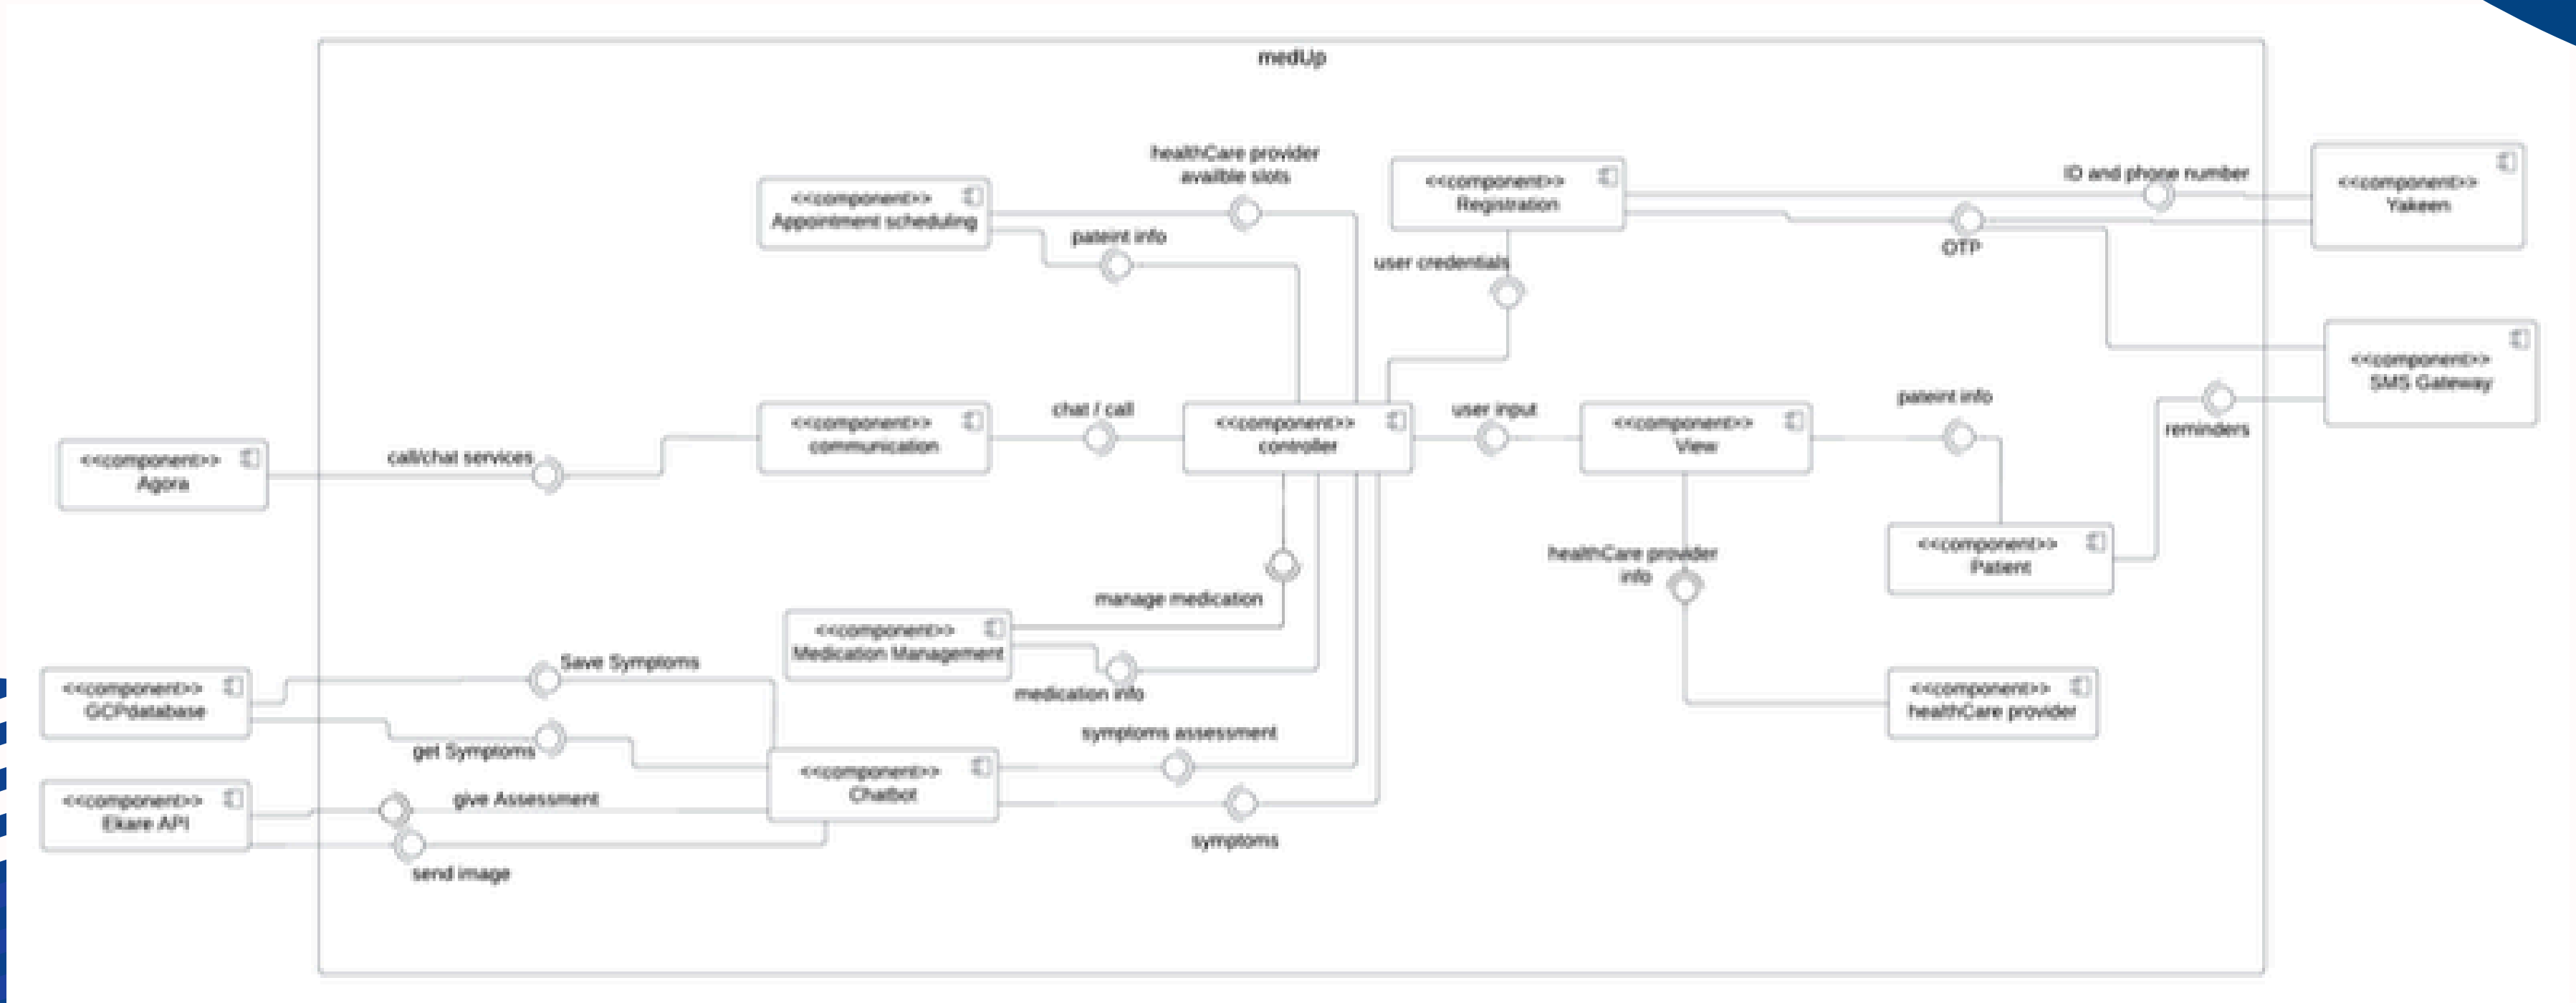 medUp
healthCare provider
availble slots
<<component>>
Appointment scheduling
pateint info
<<component>>
Registration
user credentials
ID and phone number
OTP
<<component>>
Yakeen
<<component>>
SMS Gateway
reminders
<<component>>
Agora
call/chat services
<<component>>
communication
chat / call
<<component>>
controller
user input
<<component>>
View
pateint info
<<component>>
Patient
healthCare provider
info
<<component>>
healthCare provider
manage medication
<<component>>
Medication Management
medication info
<<component>>
GCPdatabase
Save Symptoms
get Symptoms
<<component>>
Ekare API
give Assessment
send image
<<component>>
Chatbot
symptoms assessment
symptoms